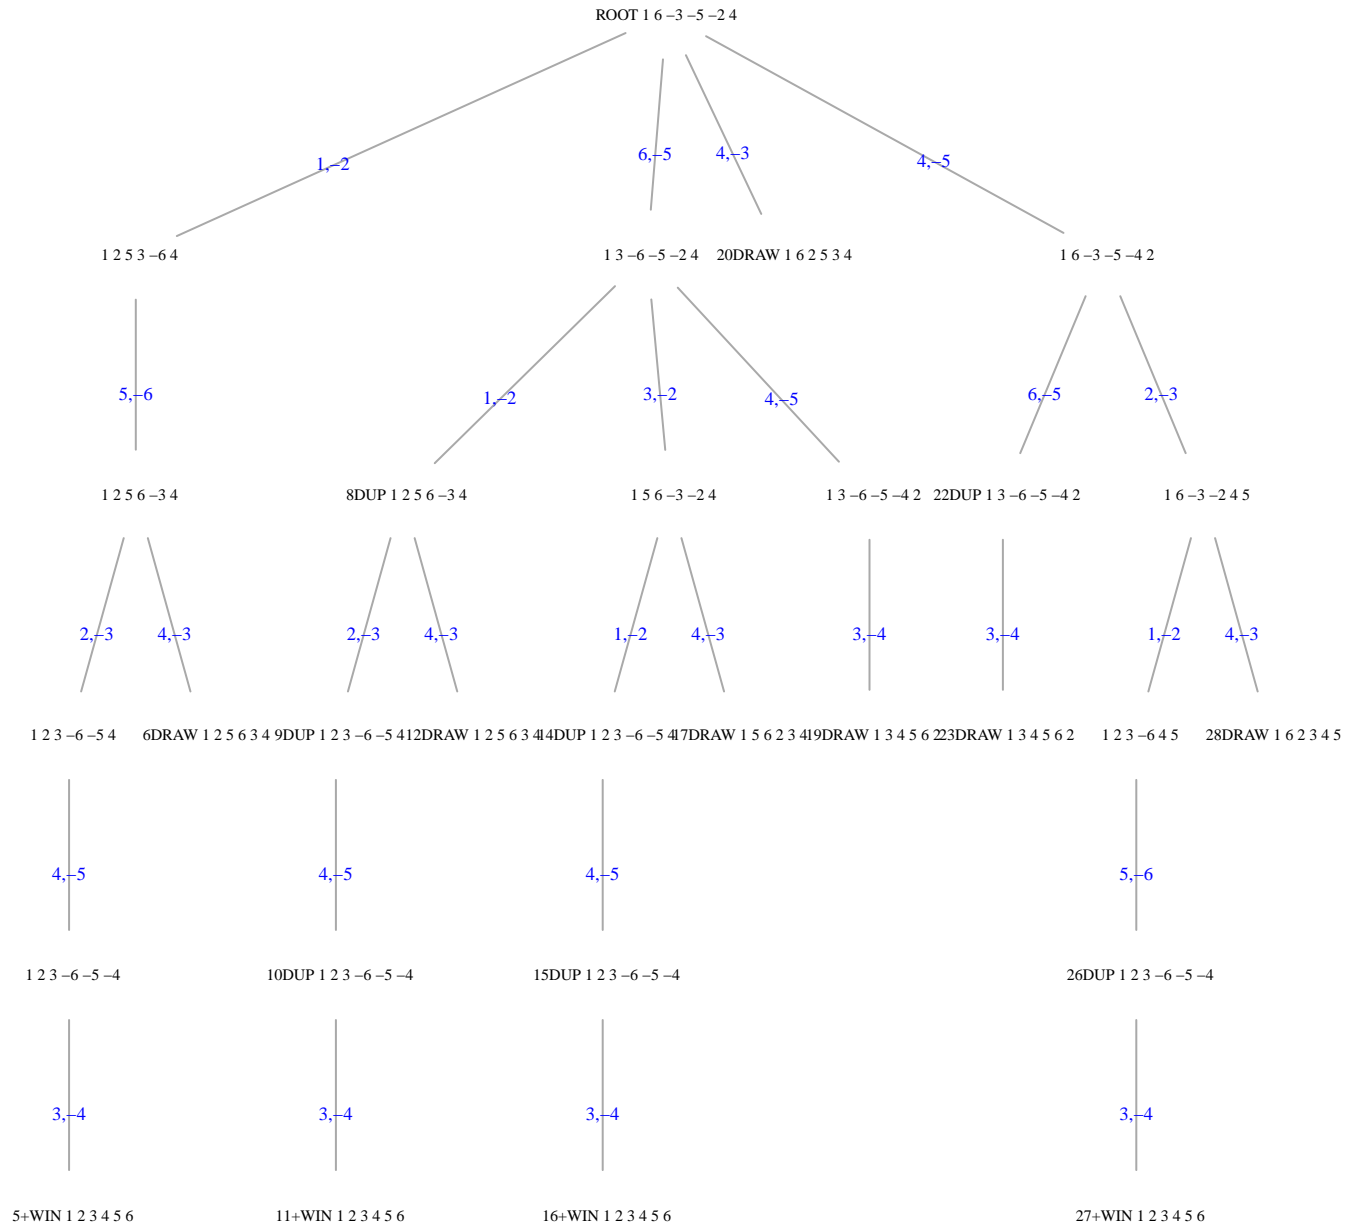 ROOT 1 6 −3 −5 −2 4
1,−2
6,−5
4,−3
4,−5
1 2 5 3 −6 4
1 3 −6 −5 −2 4
20DRAW 1 6 2 5 3 4
1 6 −3 −5 −4 2
5,−6
1,−2
3,−2
4,−5
6,−5
2,−3
1 2 5 6 −3 4
8DUP 1 2 5 6 −3 4
1 5 6 −3 −2 4
1 3 −6 −5 −4 2
22DUP 1 3 −6 −5 −4 2
1 6 −3 −2 4 5
2,−3
4,−3
2,−3
4,−3
1,−2
4,−3
3,−4
3,−4
1,−2
4,−3
1 2 3 −6 −5 4
6DRAW 1 2 5 6 3 4
9DUP 1 2 3 −6 −5 4
12DRAW 1 2 5 6 3 4
14DUP 1 2 3 −6 −5 4
17DRAW 1 5 6 2 3 4
19DRAW 1 3 4 5 6 2
23DRAW 1 3 4 5 6 2
1 2 3 −6 4 5
28DRAW 1 6 2 3 4 5
4,−5
4,−5
4,−5
5,−6
1 2 3 −6 −5 −4
10DUP 1 2 3 −6 −5 −4
15DUP 1 2 3 −6 −5 −4
26DUP 1 2 3 −6 −5 −4
3,−4
3,−4
3,−4
3,−4
5+WIN 1 2 3 4 5 6
11+WIN 1 2 3 4 5 6
16+WIN 1 2 3 4 5 6
27+WIN 1 2 3 4 5 6